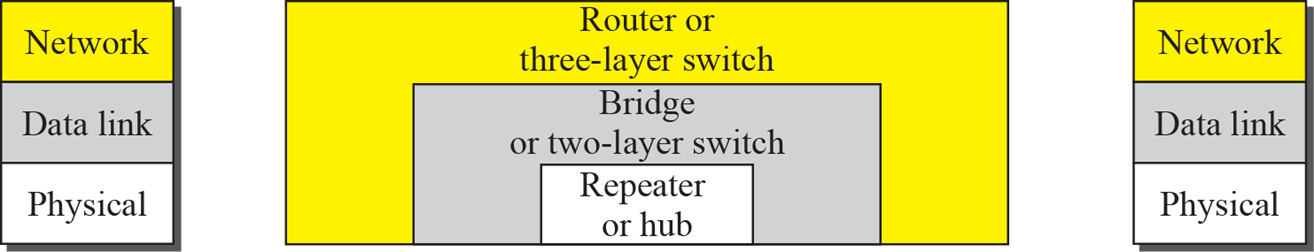 Network
Data link
Physical
Router or
three-layer switch
Bridge
or two-layer switch
Repeater
or hub
Network
Data link
Physical